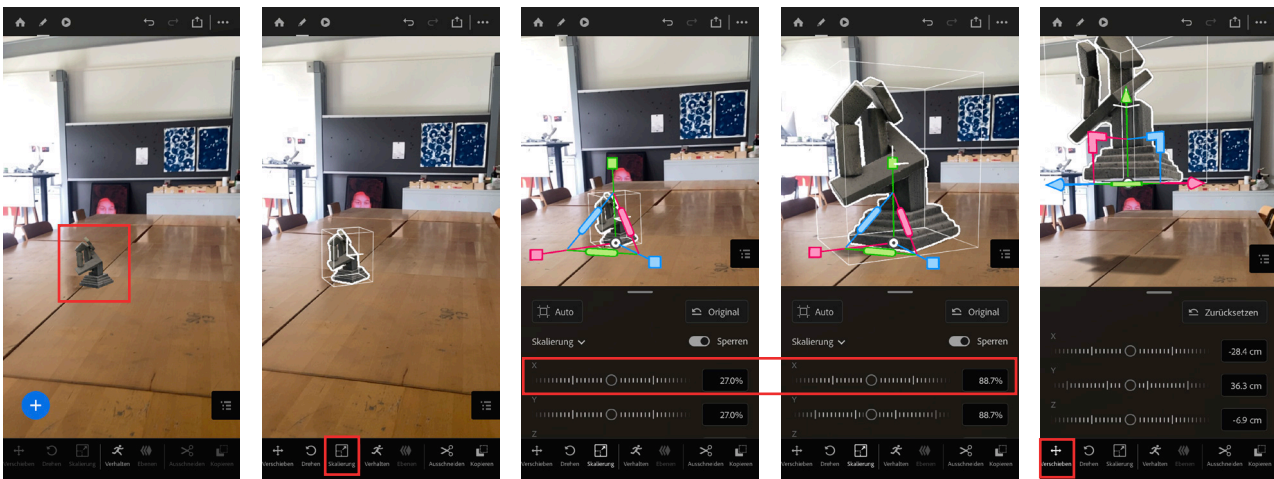 Verschieben Drehen Skalierung Verhalten Ebenen Ausschneiden Kopieren
Verschieben Drehen Skalierung Verhalten Ebenen Ausschneiden Kopieren
Auto
Original
Skalierung
Sperren
X
27.0%
Y
27.0%
Z
Verschieben Drehen Skalierung Verhalten Ebenen Ausschneiden Kopieren
Auto
Original
Skalierung
Sperren
X
88.7%
Y
88.7%
Z
Verschieben Drehen Skalierung Verhalten Ebenen Ausschneiden Kopieren
Zurücksetzen
X
-28.4 cm
Y
36.3 cm
Z
-6.9 cm
Verschieben Drehen Skalierung Verhalten Ebenen Ausschneiden Kopieren